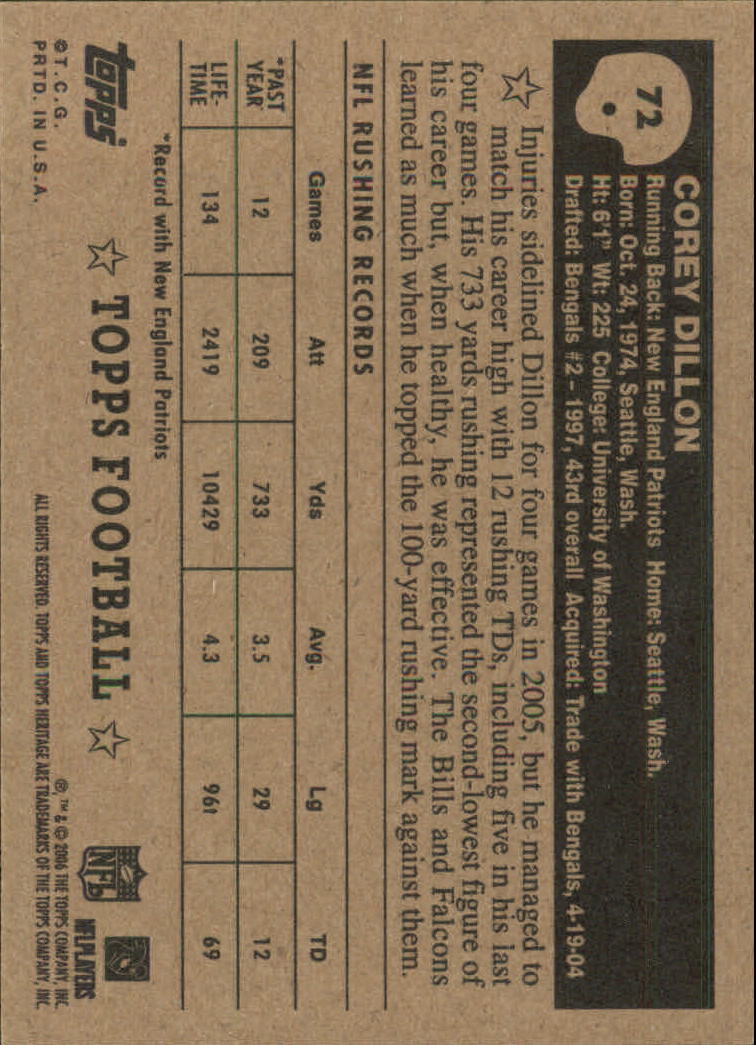 72
COREY DILLON
Running Back: New England Patriots Home: Seattle, Wash.
Born: Oct. 24, 1974, Seattle, Wash.
Ht: 6'1" Wt: 225 College: University of Washington
Drafted: Bengals #2 – 1997, 43rd overall Acquired: Trade with Bengals, 4-19-04
Injuries sidelined Dillon for four games in 2005, but he managed to
match his career high with 12 rushing TDs, including five in his last
four games. His 733 yards rushing represented the second-lowest figure of
his career but, when healthy, he was effective. The Bills and Falcons
learned as much when he topped the 100-yard rushing mark against them.
NFL RUSHING RECORDS
Games Att Yds Avg. Lg TD
*PAST
YEAR 12 209 733 3.5 29 12
LIFE-
TIME 134 2419 10429 4.3 96t 69
*Record with New England Patriots
topps
☆ TOPPS FOOTBALL ☆
NFL
NFLPLAYERS
©T.C.G.
PRTD. IN U.S.A.
®, ™ & © 2006 THE TOPPS COMPANY, INC.
ALL RIGHTS RESERVED. TOPPS AND TOPPS HERITAGE ARE TRADEMARKS OF THE TOPPS COMPANY, INC.